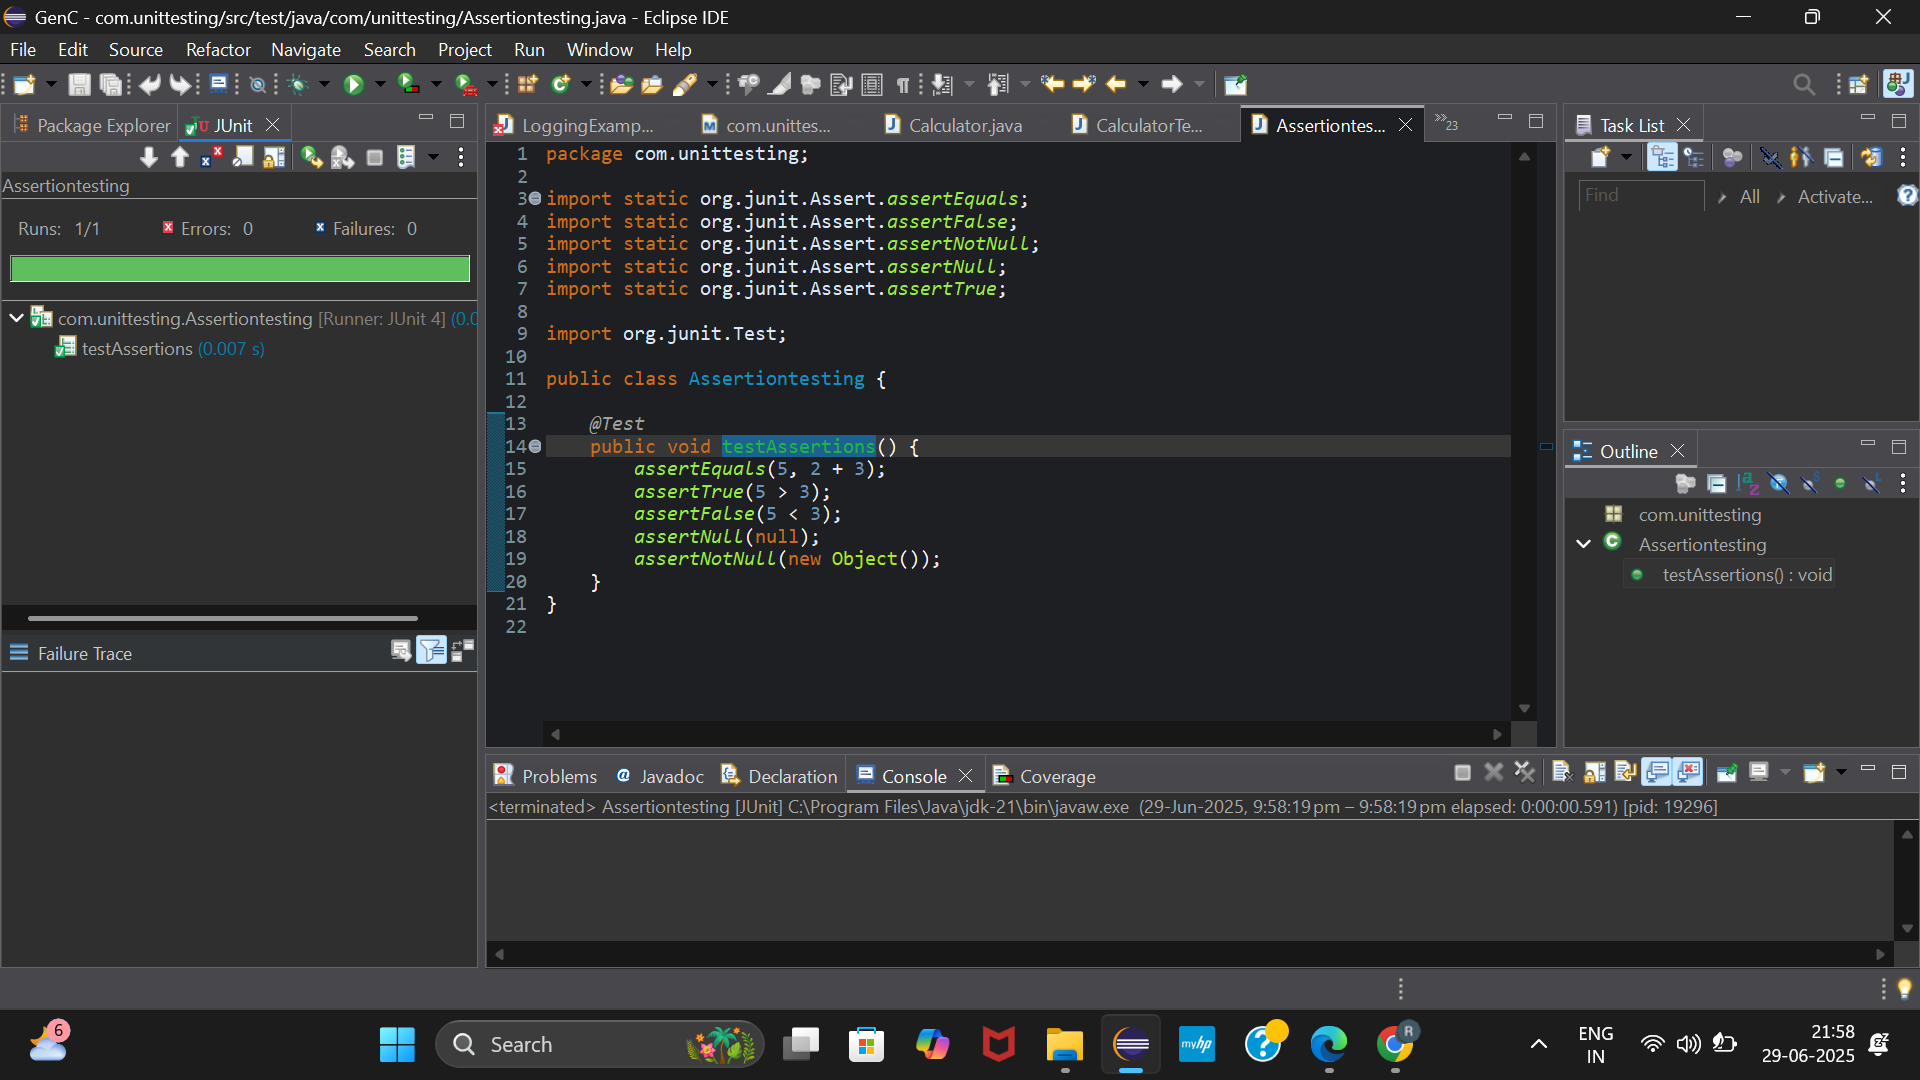 GenC - com.unittesting/src/test/java/com/unittesting/Assertiontesting.java - Eclipse IDE
File Edit Source Refactor Navigate Search Project Run Window Help
Package Explorer JUnit
Assertiontesting
Runs: 1/1 Errors: 0 Failures: 0
com.unittesting.Assertiontesting [Runner: JUnit 4] (0.0
testAssertions (0.007 s)
Failure Trace
LoggingExamp... com.unittes... Calculator.java CalculatorTe... Assertiontes... »23
1 package com.unittesting;
2
3 import static org.junit.Assert.assertEquals;
4 import static org.junit.Assert.assertFalse;
5 import static org.junit.Assert.assertNotNull;
6 import static org.junit.Assert.assertNull;
7 import static org.junit.Assert.assertTrue;
8
9 import org.junit.Test;
10
11 public class Assertiontesting {
12
13 @Test
14 public void testAssertions() {
15 assertEquals(5, 2 + 3);
16 assertTrue(5 > 3);
17 assertFalse(5 < 3);
18 assertNull(null);
19 assertNotNull(new Object());
20 }
21 }
22
Task List
Find All Activate...
Outline
com.unittesting
Assertiontesting
testAssertions() : void
Problems Javadoc Declaration Console Coverage
<terminated> Assertiontesting [JUnit] C:\Program Files\Java\jdk-21\bin\javaw.exe (29-Jun-2025, 9:58:19 pm – 9:58:19 pm elapsed: 0:00:00.591) [pid: 19296]
6
Search
myhp
R
ENG
IN
21:58
29-06-2025